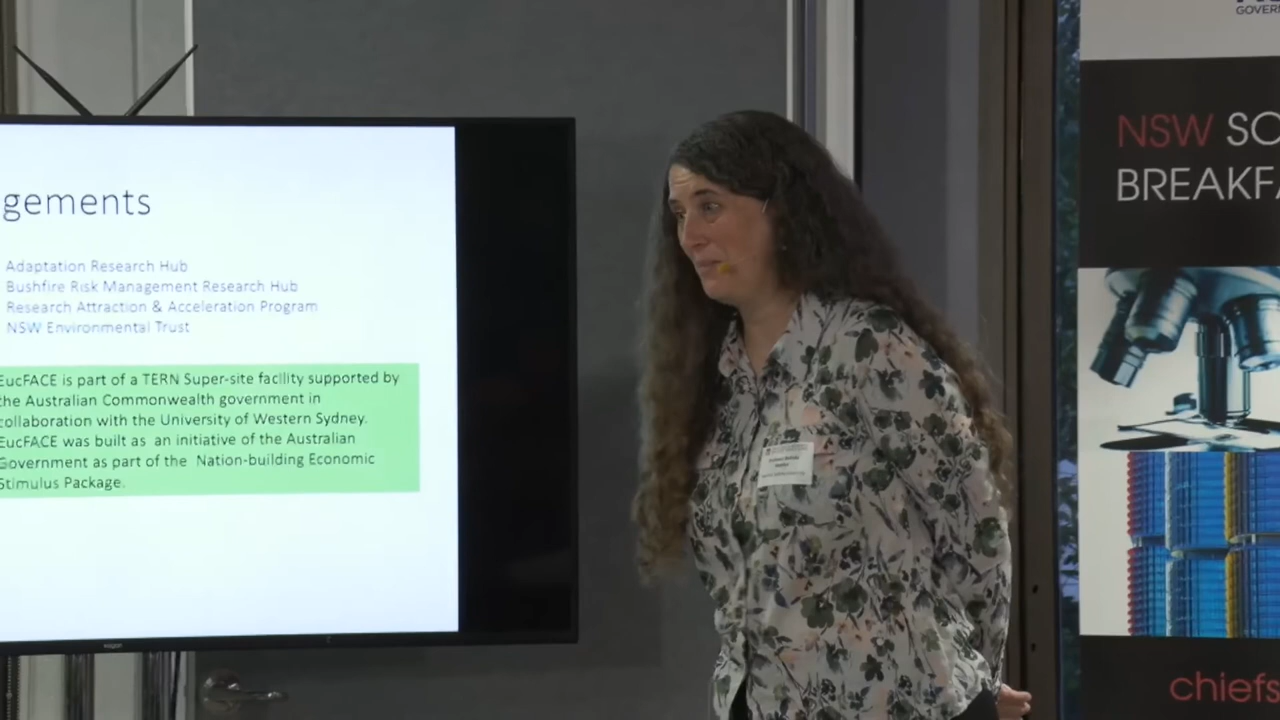 gements
Adaptation Research Hub
Bushfire Risk Management Research Hub
Research Attraction & Acceleration Program
NSW Environmental Trust
EucFACE is part of a TERN Super-site facility supported by
the Australian Commonwealth government in
collaboration with the University of Western Sydney.
EucFACE was built as an initiative of the Australian
Government as part of the Nation-building Economic
Stimulus Package.
GOVER
NSW SC
BREAKFA
chiefs